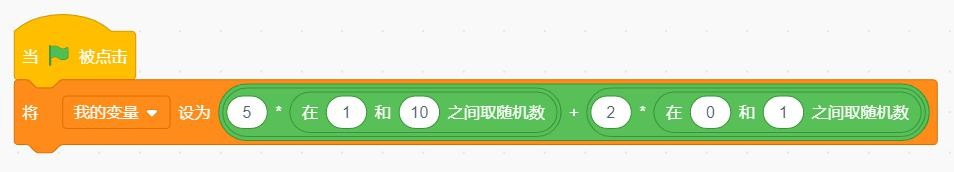 当 被点击
将 我的变量 设为 5 * 在 1 和 10 之间取随机数 + 2 * 在 0 和 1 之间取随机数